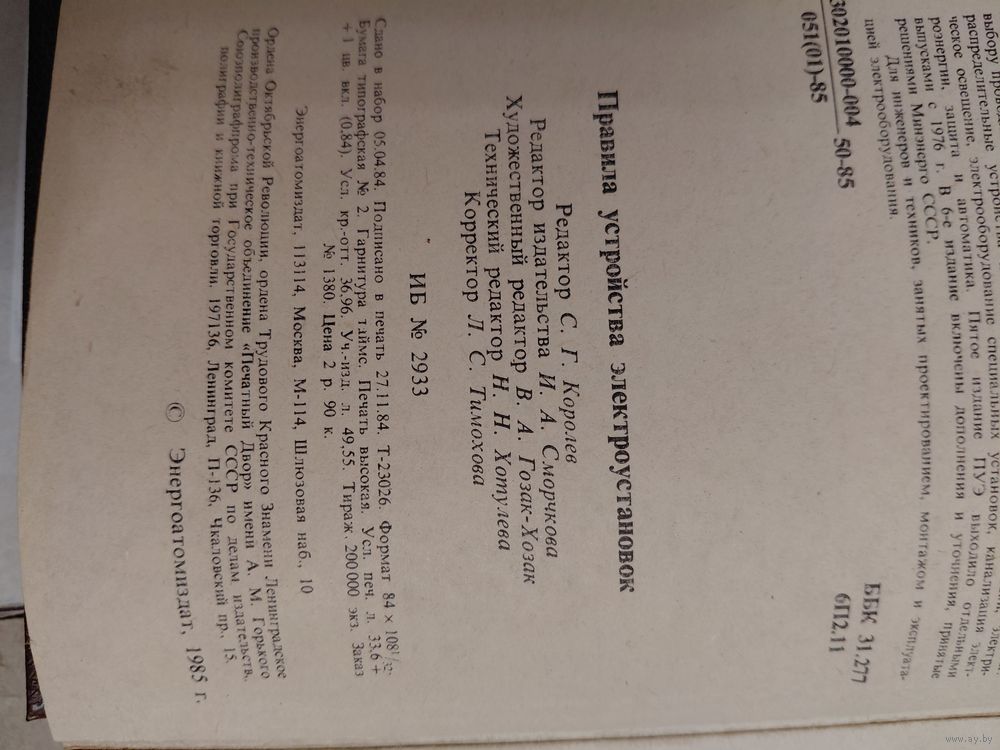 выбору
распределительные устройства специальных установок, канализация
ческое освещение, электрооборудование
роэнергии, защита и автоматика. Пятое издание ПУЭ выходило отдельными
выпусками с 1976 г. В 6-е издание включены дополнения и уточнения, принятые
решениями Минэнерго СССР.
Для инженеров и техников, занятых проектированием, монтажом и эксплуата-
цией электрооборудования.
302010000-004
50-85
051(01)-85
ББК 31.277
6П2.11
Правила устройства электроустановок
Редактор С. Г. Королев
Редактор издательства И. А. Сморчкова
Художественный редактор В. А. Гозак-Хозак
Технический редактор Н. Н. Хотулева
Корректор Л. С. Тимохова
ИБ № 2933
Сдано в набор 05.04.84. Подписано в печать 27.11.84. Т-23026. Формат 84 × 108¹/₃₂.
Бумага типографская № 2. Гарнитура таймс. Печать высокая. Усл. печ. л. 33,6 +
+ 1 цв. вкл. (0,84). Усл. кр.-отт. 36,96. Уч.-изд. л. 49,55. Тираж 200 000 экз. Заказ
№ 1380. Цена 2 р. 90 к.
Энергоатомиздат, 113114, Москва, М-114, Шлюзовая наб., 10
Ордена Октябрьской Революции, ордена Трудового Красного Знамени Ленинградское
производственно-техническое объединение «Печатный Двор» имени А. М. Горького
Союзполиграфпрома при Государственном комитете СССР по делам издательств,
полиграфии и книжной торговли. 197136, Ленинград, П-136, Чкаловский пр., 15.
© Энергоатомиздат, 1985 г.
www.ay.by